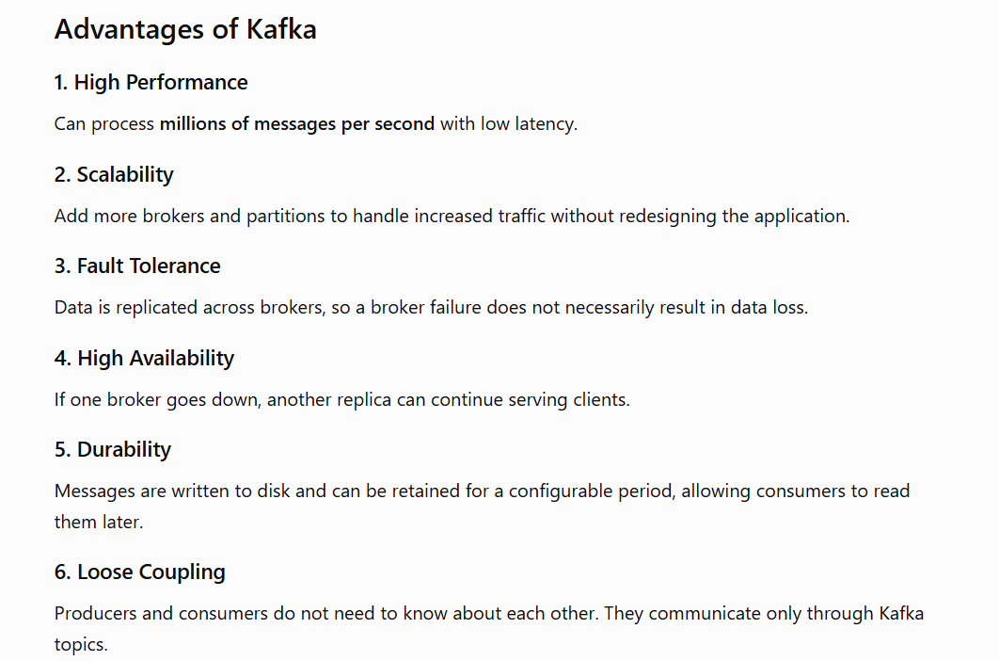 Advantages of Kafka
1. High Performance
Can process millions of messages per second with low latency.
2. Scalability
Add more brokers and partitions to handle increased traffic without redesigning the application.
3. Fault Tolerance
Data is replicated across brokers, so a broker failure does not necessarily result in data loss.
4. High Availability
If one broker goes down, another replica can continue serving clients.
5. Durability
Messages are written to disk and can be retained for a configurable period, allowing consumers to read
them later.
6. Loose Coupling
Producers and consumers do not need to know about each other. They communicate only through Kafka
topics.